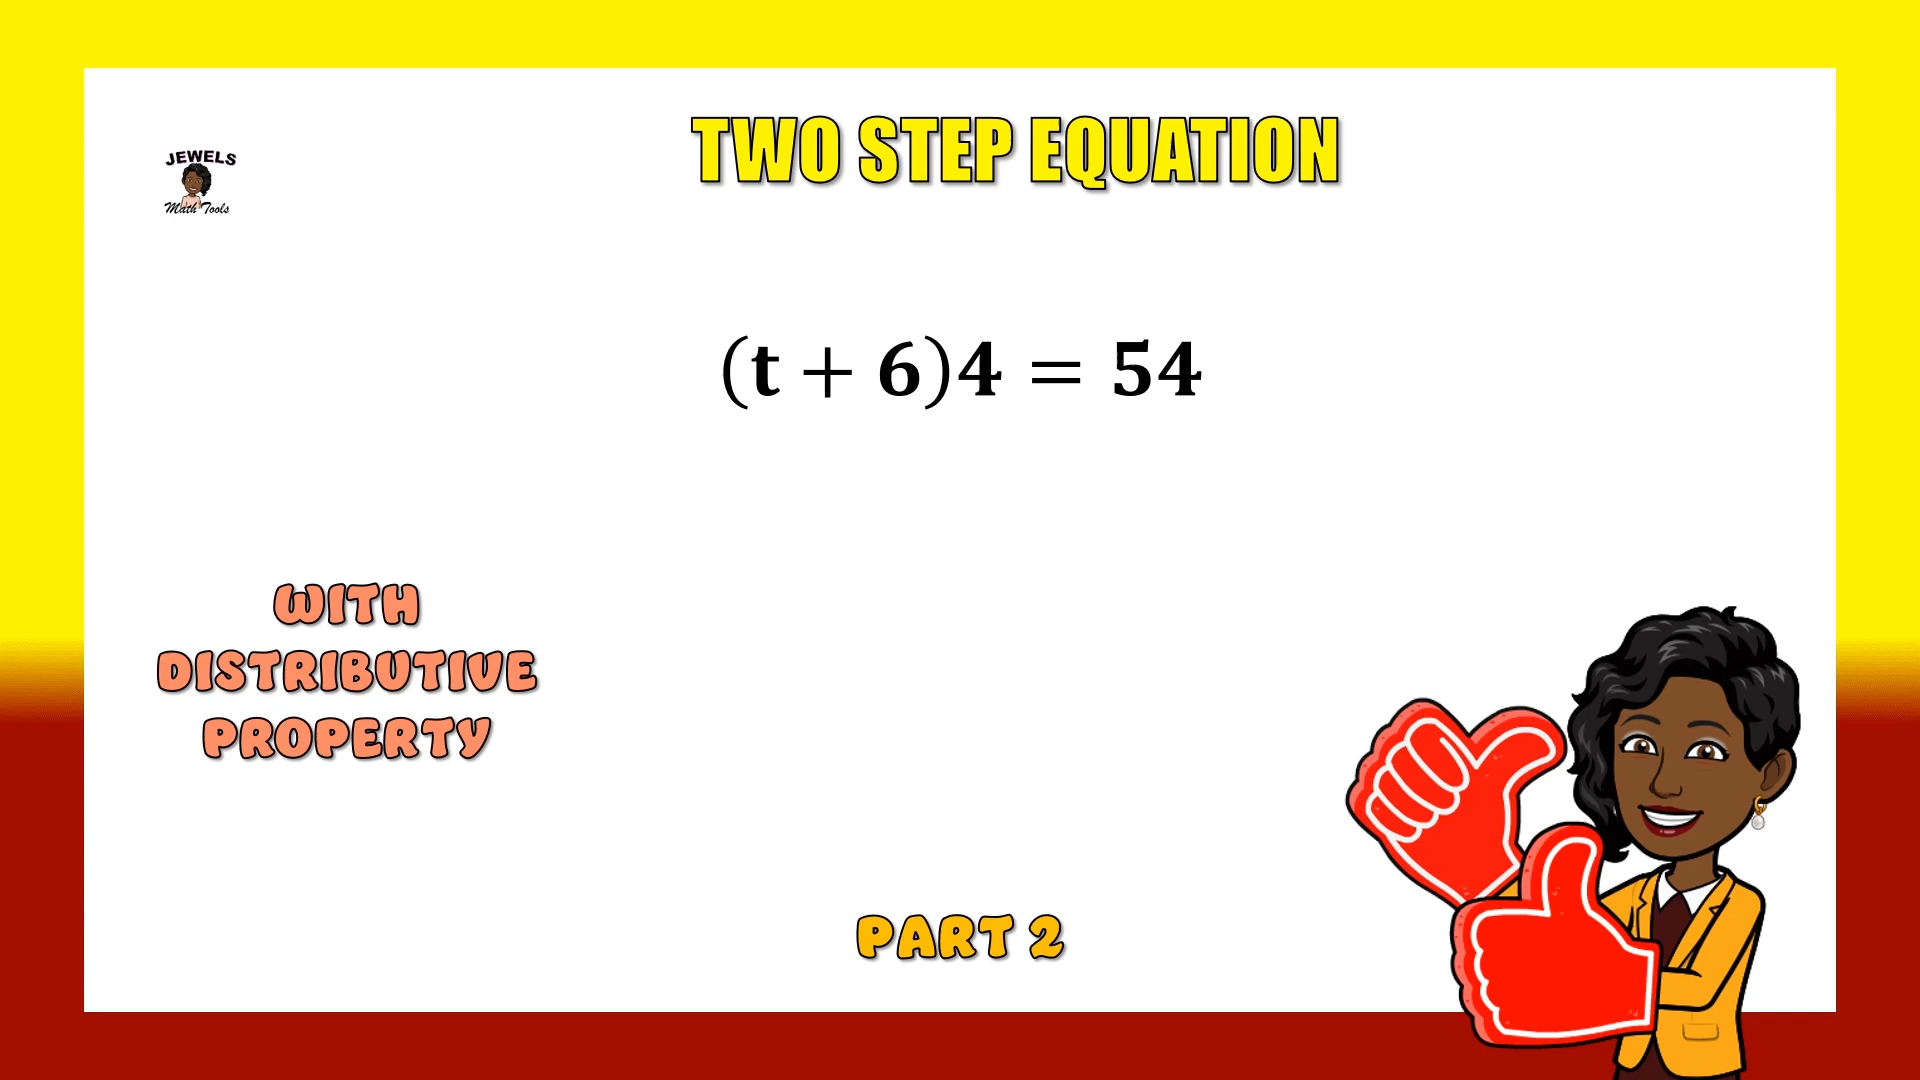 TWO STEP EQUATION
JEWELS
Math Tools
(t + 6)4 = 54
WITH
DISTRIBUTIVE
PROPERTY
PART 2